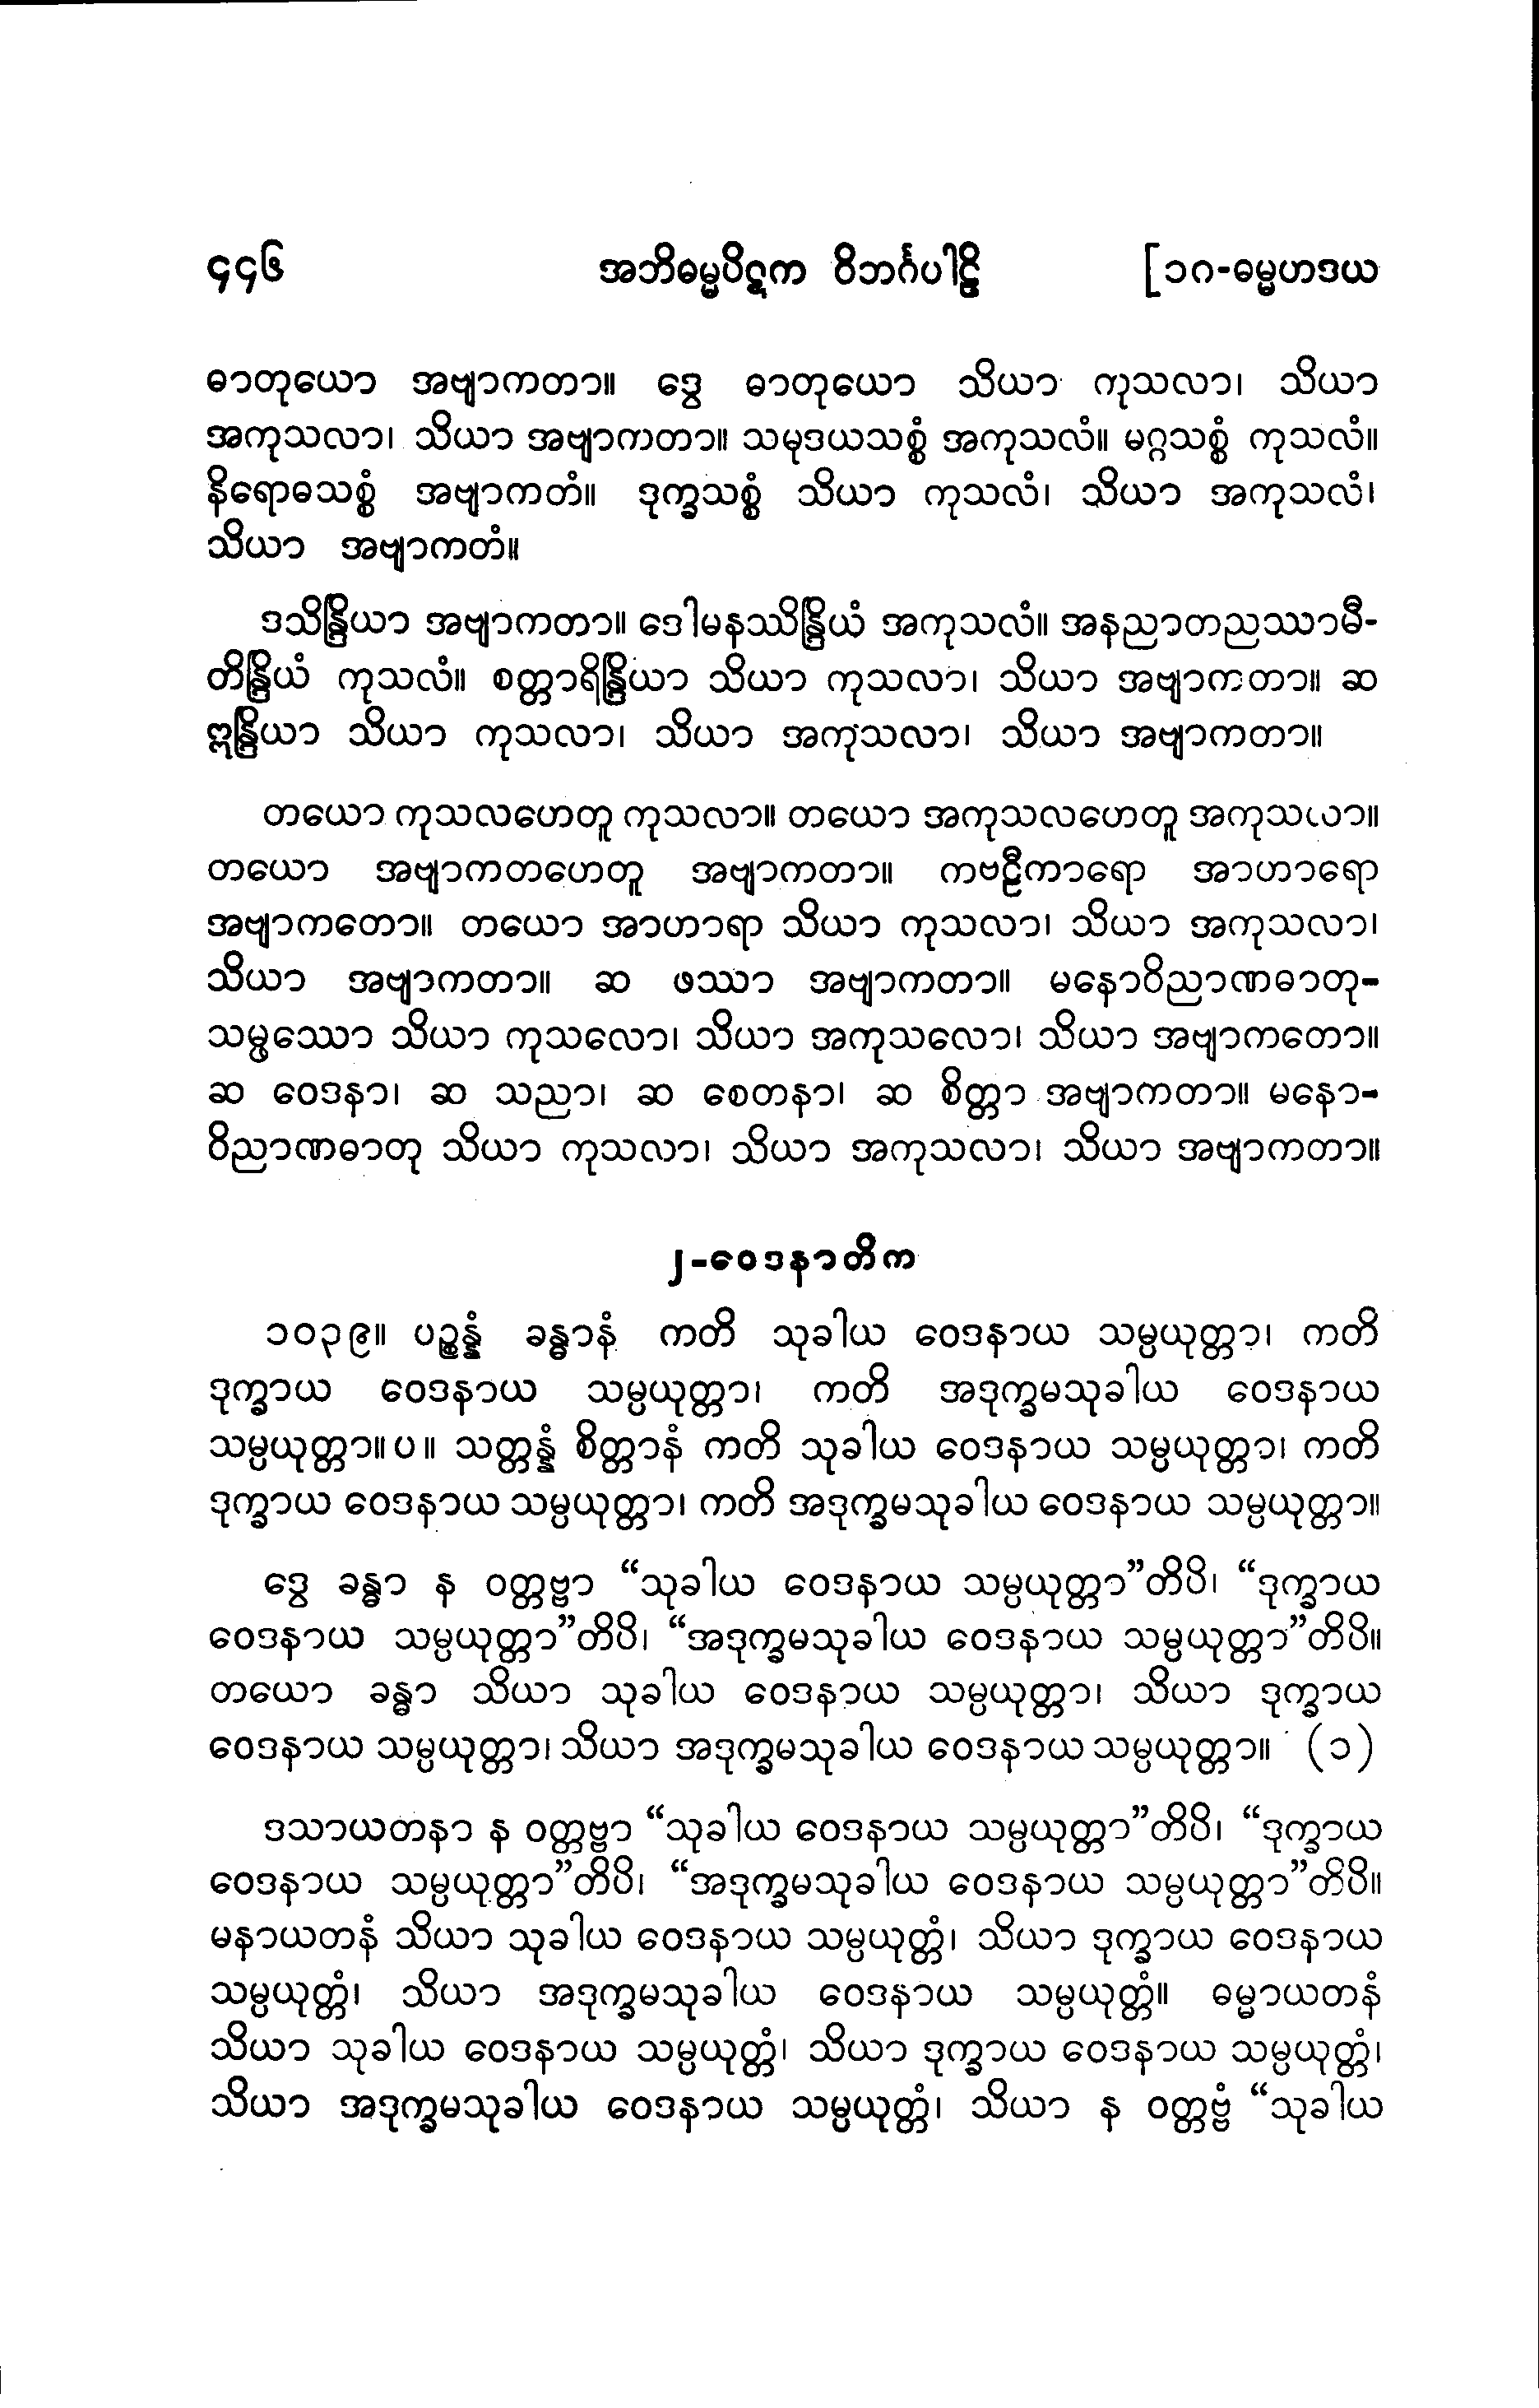 ၄၄၆ အဘိဓမ္မပိဋက ဝိဘင်္ဂပါဠိ [၁၈-ဓမ္မဟဒယ
ဓာတုယော အဗျာကတာ။ ဒွေ ဓာတုယော သိယာ ကုသလာ၊ သိယာ
အကုသလာ၊ သိယာ အဗျာကတာ။ သမုဒယသစ္စံ အကုသလံ။ မဂ္ဂသစ္စံ ကုသလံ။
နိရောဓသစ္စံ အဗျာကတံ။ ဒုက္ခသစ္စံ သိယာ ကုသလံ၊ သိယာ အကုသလံ၊
သိယာ အဗျာကတံ။
ဒသိန္ဒြိယာ အဗျာကတာ။ ဒေါမနဿိန္ဒြိယံ အကုသလံ။ အနညာတညဿာမီ-
တိန္ဒြိယံ ကုသလံ။ စတ္တာရိန္ဒြိယာ သိယာ ကုသလာ၊ သိယာ အဗျာကတာ။ ဆ
ဣန္ဒြိယာ သိယာ ကုသလာ၊ သိယာ အကုသလာ၊ သိယာ အဗျာကတာ။
တယော ကုသလဟေတူ ကုသလာ။ တယော အကုသလဟေတူ အကုသလာ။
တယော အဗျာကတဟေတူ အဗျာကတာ။ ကဗဠီကာရော အာဟာရော
အဗျာကတော။ တယော အာဟာရာ သိယာ ကုသလာ၊ သိယာ အကုသလာ၊
သိယာ အဗျာကတာ။ ဆ ဖဿာ အဗျာကတာ။ မနောဝိညာဏဓာတု-
သမ္ဖဿော သိယာ ကုသလော၊ သိယာ အကုသလော၊ သိယာ အဗျာကတော။
ဆ ဝေဒနာ၊ ဆ သညာ၊ ဆ စေတနာ၊ ဆ စိတ္တာ အဗျာကတာ။ မနော-
ဝိညာဏဓာတု သိယာ ကုသလာ၊ သိယာ အကုသလာ၊ သိယာ အဗျာကတာ။
၂-ဝေဒနာတိက
၁၀၃၉။ ပဉ္စန္နံ ခန္ဓာနံ ကတိ သုခါယ ဝေဒနာယ သမ္ပယုတ္တာ၊ ကတိ
ဒုက္ခာယ ဝေဒနာယ သမ္ပယုတ္တာ၊ ကတိ အဒုက္ခမသုခါယ ဝေဒနာယ
သမ္ပယုတ္တာ။ပ။ သတ္တန္နံ စိတ္တာနံ ကတိ သုခါယ ဝေဒနာယ သမ္ပယုတ္တာ၊ ကတိ
ဒုက္ခာယ ဝေဒနာယ သမ္ပယုတ္တာ၊ ကတိ အဒုက္ခမသုခါယ ဝေဒနာယ သမ္ပယုတ္တာ။
ဒွေ ခန္ဓာ န ဝတ္တဗ္ဗာ “သုခါယ ဝေဒနာယ သမ္ပယုတ္တာ”တိပိ၊ “ဒုက္ခာယ
ဝေဒနာယ သမ္ပယုတ္တာ”တိပိ၊ “အဒုက္ခမသုခါယ ဝေဒနာယ သမ္ပယုတ္တာ”တိပိ။
တယော ခန္ဓာ သိယာ သုခါယ ဝေဒနာယ သမ္ပယုတ္တာ၊ သိယာ ဒုက္ခာယ
ဝေဒနာယ သမ္ပယုတ္တာ၊ သိယာ အဒုက္ခမသုခါယ ဝေဒနာယ သမ္ပယုတ္တာ။ (၁)
ဒသာယတနာ န ဝတ္တဗ္ဗာ “သုခါယ ဝေဒနာယ သမ္ပယုတ္တာ”တိပိ၊ “ဒုက္ခာယ
ဝေဒနာယ သမ္ပယုတ္တာ”တိပိ၊ “အဒုက္ခမသုခါယ ဝေဒနာယ သမ္ပယုတ္တာ”တိပိ။
မနာယတနံ သိယာ သုခါယ ဝေဒနာယ သမ္ပယုတ္တံ၊ သိယာ ဒုက္ခာယ ဝေဒနာယ
သမ္ပယုတ္တံ၊ သိယာ အဒုက္ခမသုခါယ ဝေဒနာယ သမ္ပယုတ္တံ။ ဓမ္မာယတနံ
သိယာ သုခါယ ဝေဒနာယ သမ္ပယုတ္တံ၊ သိယာ ဒုက္ခာယ ဝေဒနာယ သမ္ပယုတ္တံ၊
သိယာ အဒုက္ခမသုခါယ ဝေဒနာယ သမ္ပယုတ္တံ၊ သိယာ န ဝတ္တဗ္ဗံ “သုခါယ